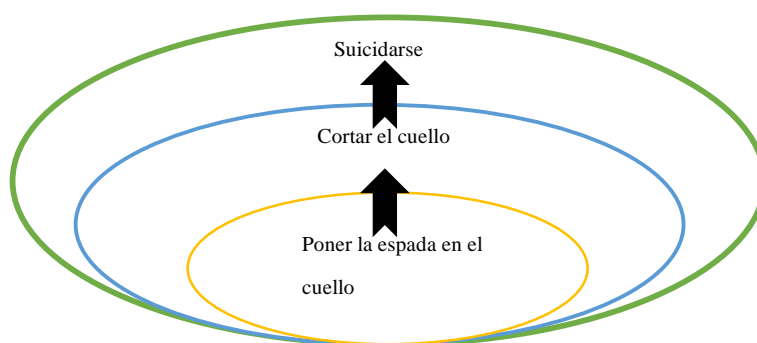 Suicidarse
Cortar el cuello
Poner la espada en el
cuello